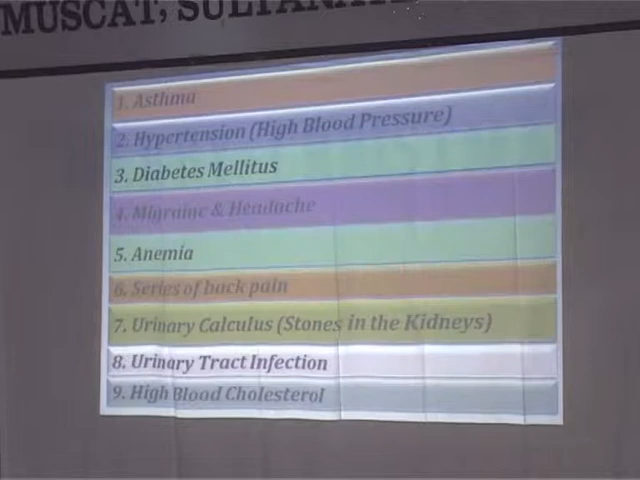 MUSCAT, SULTANATE
1. Asthma
2. Hypertension (High Blood Pressure)
3. Diabetes Mellitus
4. Migraine & Headache
5. Anemia
6. Series of back pain
7. Urinary Calculus (Stones in the Kidneys)
8. Urinary Tract Infection
9. High Blood Cholesterol